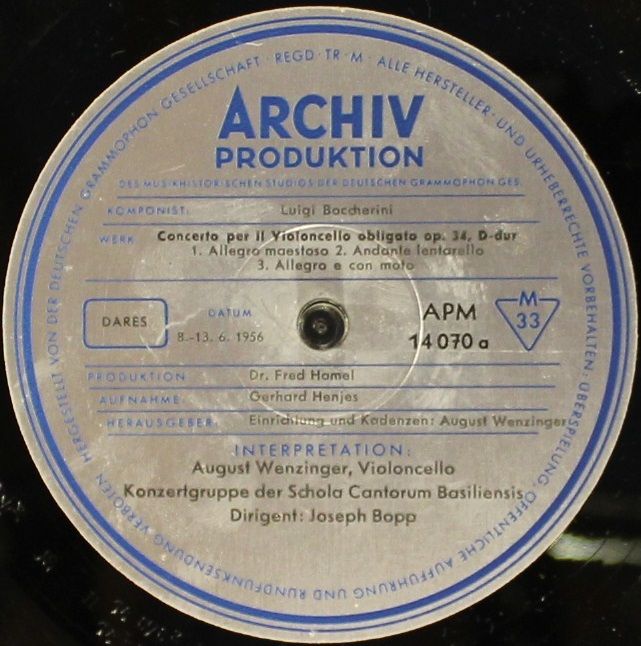 HERGESTELLT VON DER DEUTSCHEN GRAMMOPHON GESELLSCHAFT · REGD · TR · M · ALLE HERSTELLER- UND URHEBERRECHTE VORBEHALTEN: ÜBERSPIELUNG, ÖFFENTLICHE AUFFÜHRUNG UND RUNDFUNKSENDUNG VERBOTEN.
ARCHIV
PRODUKTION
DES MUSIKHISTORISCHEN STUDIOS DER DEUTSCHEN GRAMMOPHON GES.
KOMPONIST: Luigi Boccherini
WERK: Concerto per il Violoncello obligato op. 34, D-dur
1. Allegro maestoso 2. Andante lentarello
3. Allegro e con moto
DARES
DATUM
8.-13. 6. 1956
APM
14 070 a
M
33
PRODUKTION: Dr. Fred Hamel
AUFNAHME: Gerhard Henjes
HERAUSGEBER: Einrichtung und Kadenzen: August Wenzinger
INTERPRETATION:
August Wenzinger, Violoncello
Konzertgruppe der Schola Cantorum Basiliensis
Dirigent: Joseph Bopp